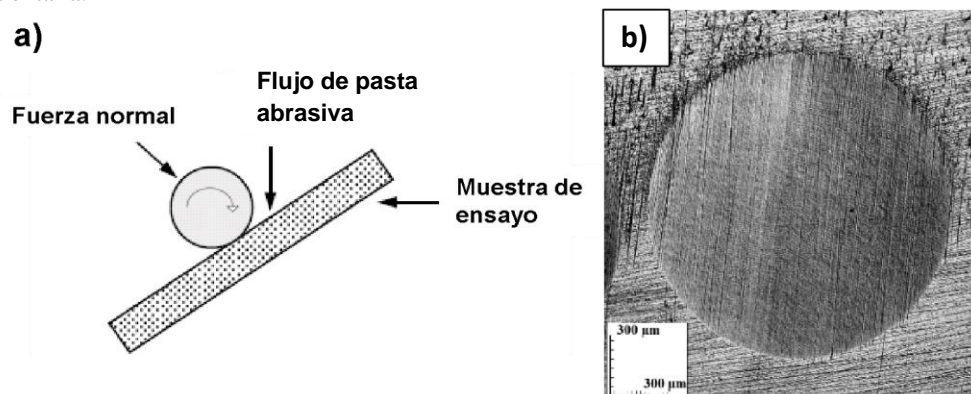 a)
Flujo de pasta
abrasiva
Fuerza normal
Muestra de
ensayo
b)
300 µm
300 µm